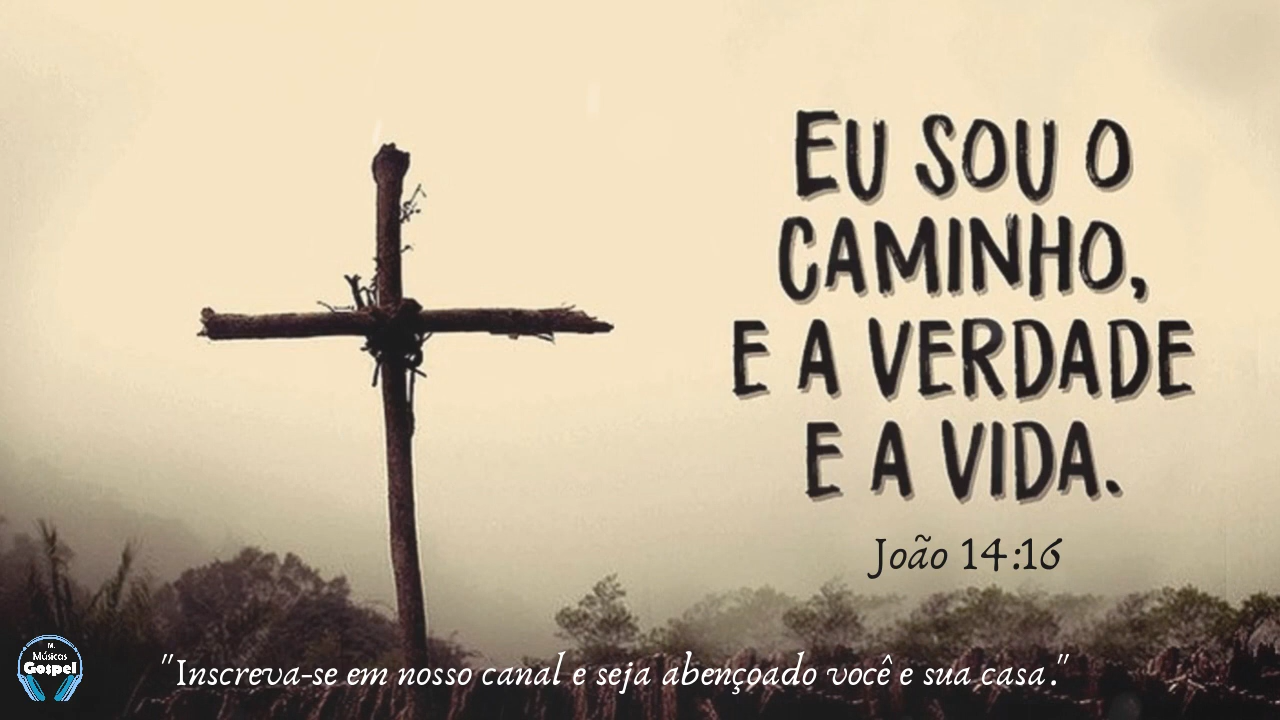 EU SOU O
CAMINHO,
E A VERDADE
E A VIDA.
João 14:16
M.
Músicas
Gospel
"Inscreva-se em nosso canal e seja abençoado você e sua casa."